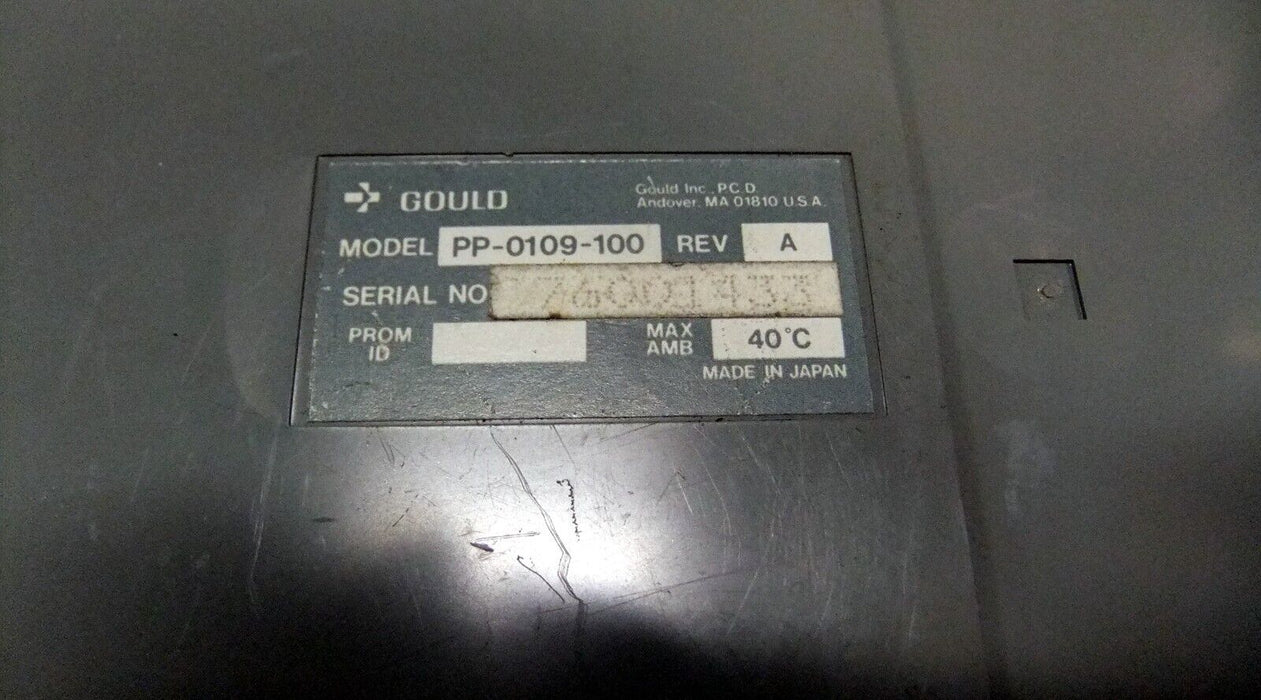 GOULD
Gould Inc., P.C.D.
Andover, MA 01810 U.S.A.
MODEL PP-0109-100 REV A
SERIAL NO
PROM ID
MAX AMB 40°C
MADE IN JAPAN